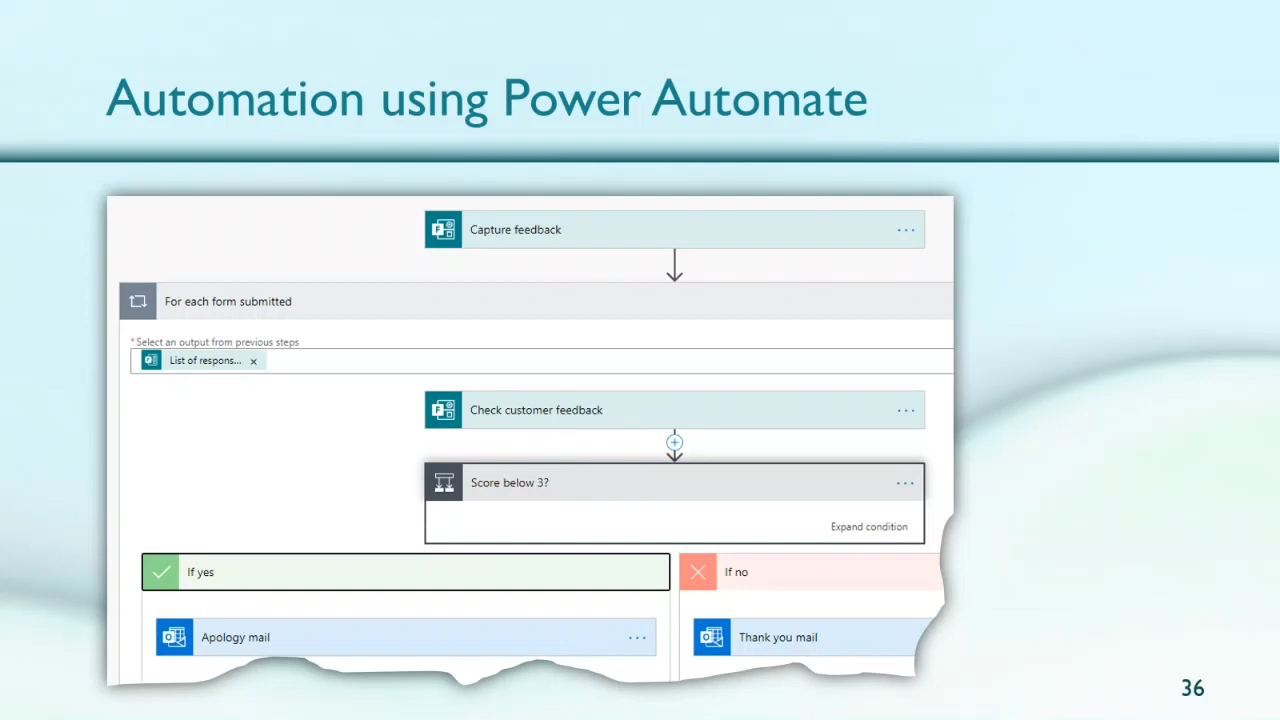 Automation using Power Automate
Capture feedback
For each form submitted
*Select an output from previous steps
List of respons... ×
Check customer feedback
Score below 3?
Expand condition
If yes
If no
Apology mail
Thank you mail
36